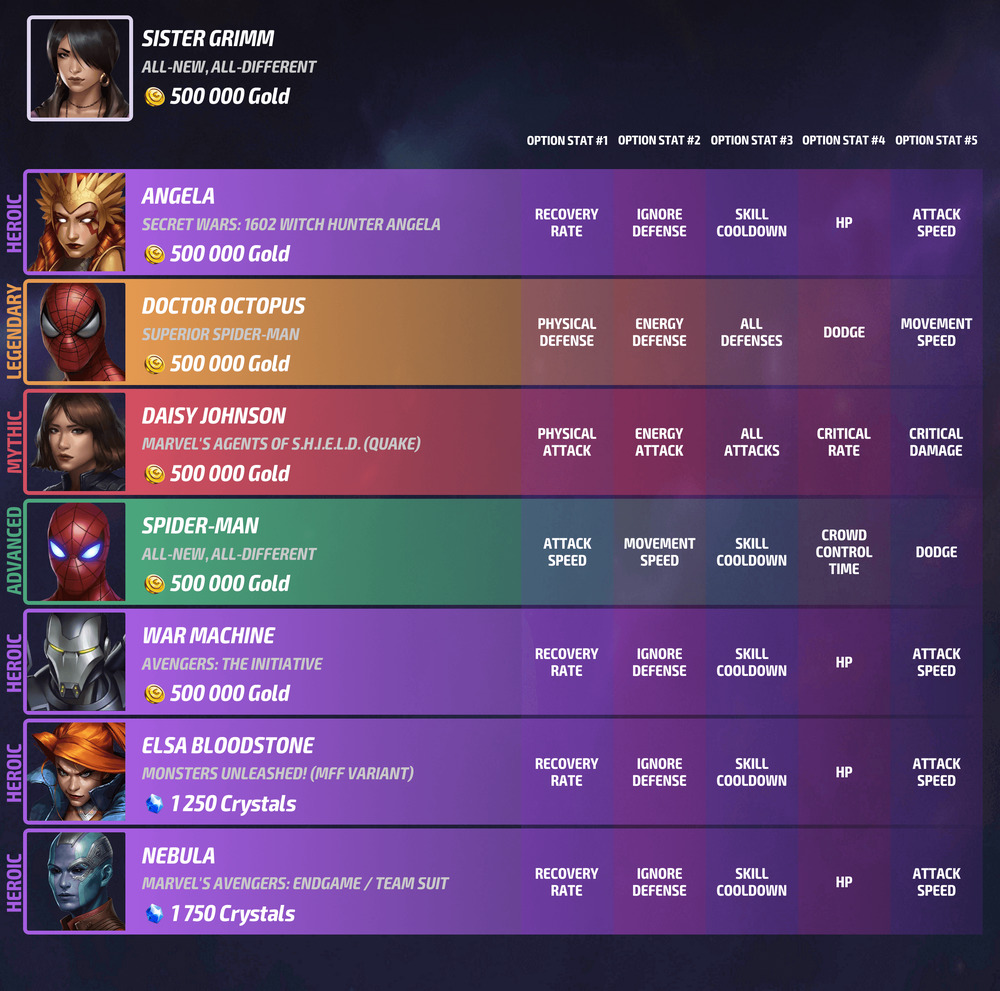 SISTER GRIMM
ALL-NEW, ALL-DIFFERENT
500 000 Gold
OPTION STAT #1 OPTION STAT #2 OPTION STAT #3 OPTION STAT #4 OPTION STAT #5
HEROIC
ANGELA
SECRET WARS: 1602 WITCH HUNTER ANGELA
500 000 Gold
RECOVERY
RATE
IGNORE
DEFENSE
SKILL
COOLDOWN
HP
ATTACK
SPEED
LEGENDARY
DOCTOR OCTOPUS
SUPERIOR SPIDER-MAN
500 000 Gold
PHYSICAL
DEFENSE
ENERGY
DEFENSE
ALL
DEFENSES
DODGE
MOVEMENT
SPEED
MYTHIC
DAISY JOHNSON
MARVEL'S AGENTS OF S.H.I.E.L.D. (QUAKE)
500 000 Gold
PHYSICAL
ATTACK
ENERGY
ATTACK
ALL
ATTACKS
CRITICAL
RATE
CRITICAL
DAMAGE
ADVANCED
SPIDER-MAN
ALL-NEW, ALL-DIFFERENT
500 000 Gold
ATTACK
SPEED
MOVEMENT
SPEED
SKILL
COOLDOWN
CROWD
CONTROL
TIME
DODGE
HEROIC
WAR MACHINE
AVENGERS: THE INITIATIVE
500 000 Gold
RECOVERY
RATE
IGNORE
DEFENSE
SKILL
COOLDOWN
HP
ATTACK
SPEED
HEROIC
ELSA BLOODSTONE
MONSTERS UNLEASHED! (MFF VARIANT)
1 250 Crystals
RECOVERY
RATE
IGNORE
DEFENSE
SKILL
COOLDOWN
HP
ATTACK
SPEED
HEROIC
NEBULA
MARVEL'S AVENGERS: ENDGAME / TEAM SUIT
1 750 Crystals
RECOVERY
RATE
IGNORE
DEFENSE
SKILL
COOLDOWN
HP
ATTACK
SPEED